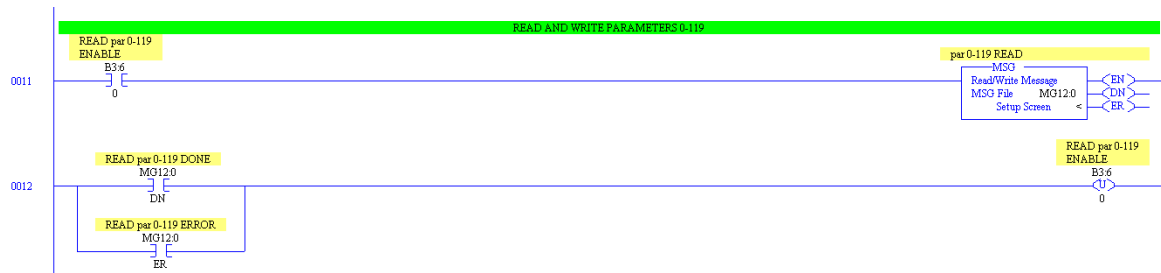 READ AND WRITE PARAMETERS 0-119
READ par 0-119
ENABLE
B3:6
0
0011
par 0-119 READ
MSG
Read/Write Message
MSG File MG12:0
Setup Screen <
EN
DN
ER
READ par 0-119 DONE
MG12:0
DN
0012
READ par 0-119
ENABLE
B3:6
U
0
READ par 0-119 ERROR
MG12:0
ER